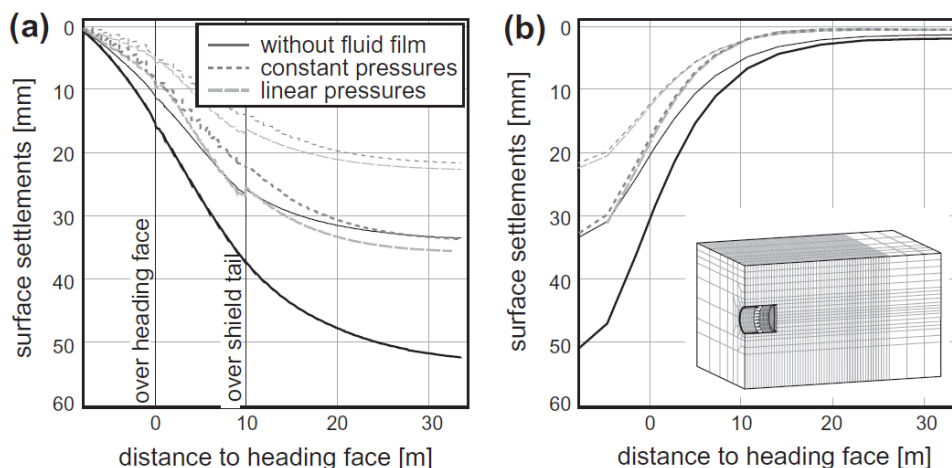 (a)
surface settlements [mm]
0
10
20
30
40
50
60
without fluid film
constant pressures
linear pressures
over heading face
over shield tail
0
10
20
30
distance to heading face [m]
(b)
surface settlements [mm]
0
10
20
30
40
50
60
0
10
20
30
distance to heading face [m]